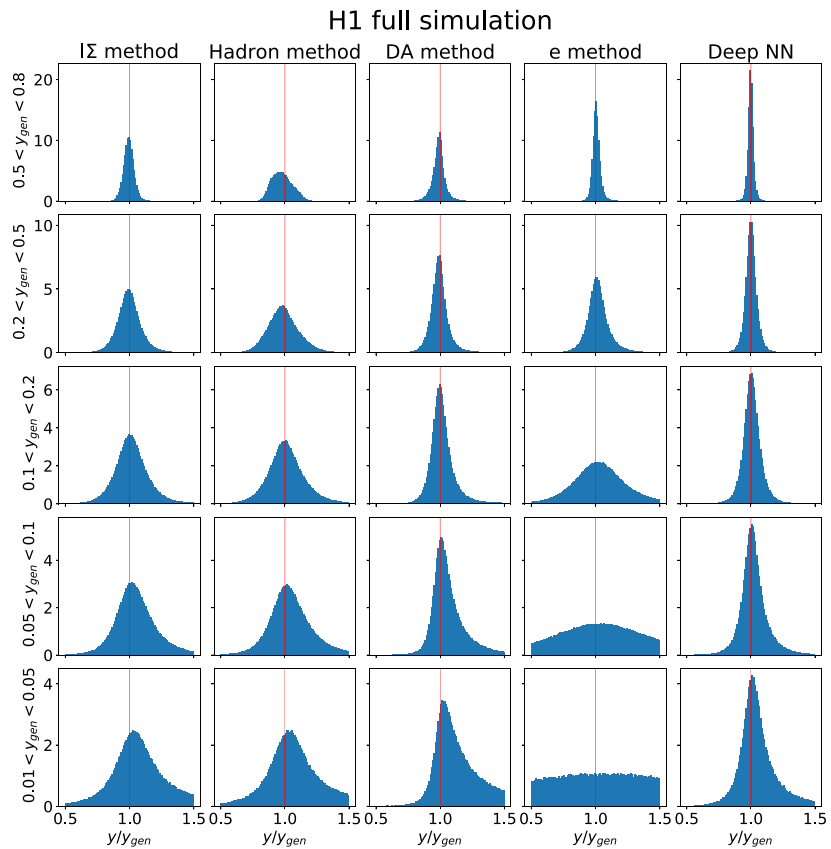 H1 full simulation
IΣ method Hadron method DA method e method Deep NN
0.5 < y_gen < 0.8
20
10
0
0.2 < y_gen < 0.5
10
5
0
0.1 < y_gen < 0.2
6
4
2
0
0.05 < y_gen < 0.1
4
2
0
0.01 < y_gen < 0.05
4
2
0
0.5 1.0 1.5 0.5 1.0 1.5 0.5 1.0 1.5 0.5 1.0 1.5 0.5 1.0 1.5
y/y_gen y/y_gen y/y_gen y/y_gen y/y_gen